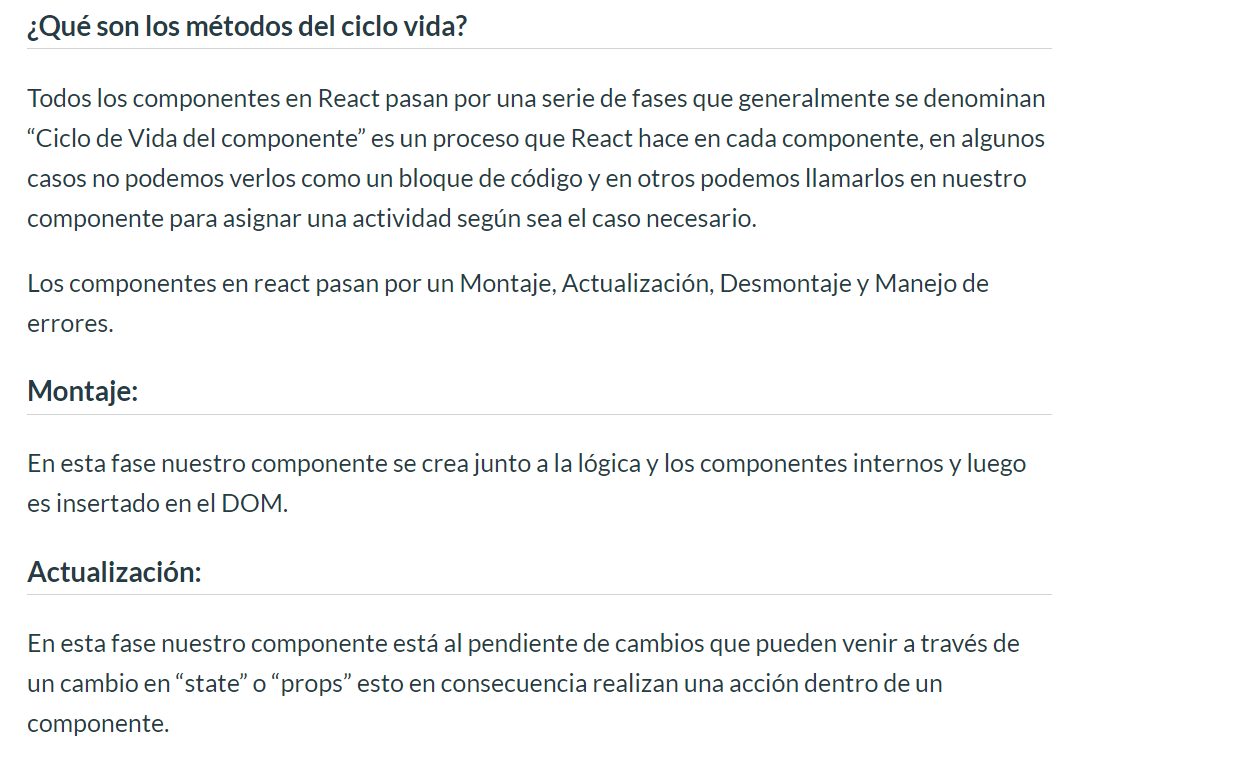 ¿Qué son los métodos del ciclo vida?
Todos los componentes en React pasan por una serie de fases que generalmente se denominan
“Ciclo de Vida del componente” es un proceso que React hace en cada componente, en algunos
casos no podemos verlos como un bloque de código y en otros podemos llamarlos en nuestro
componente para asignar una actividad según sea el caso necesario.
Los componentes en react pasan por un Montaje, Actualización, Desmontaje y Manejo de
errores.
Montaje:
En esta fase nuestro componente se crea junto a la lógica y los componentes internos y luego
es insertado en el DOM.
Actualización:
En esta fase nuestro componente está al pendiente de cambios que pueden venir a través de
un cambio en “state” o “props” esto en consecuencia realizan una acción dentro de un
componente.